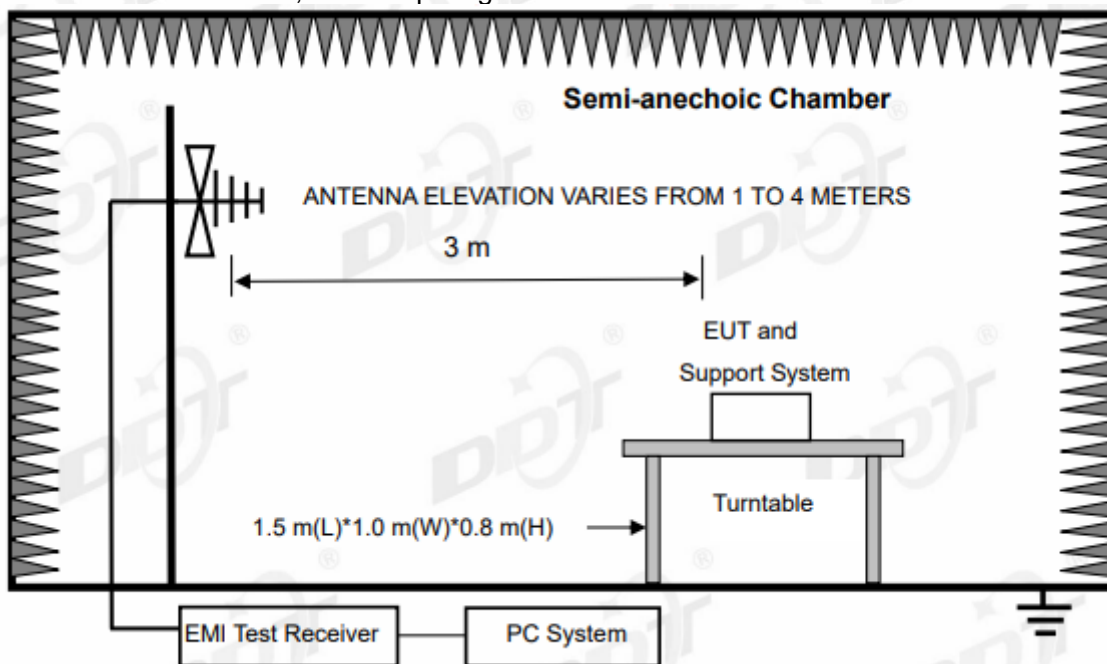 Semi-anechoic Chamber
ANTENNA ELEVATION VARIES FROM 1 TO 4 METERS
3 m
EUT and
Support System
Turntable
1.5 m(L)*1.0 m(W)*0.8 m(H)
EMI Test Receiver
PC System
DDT
®